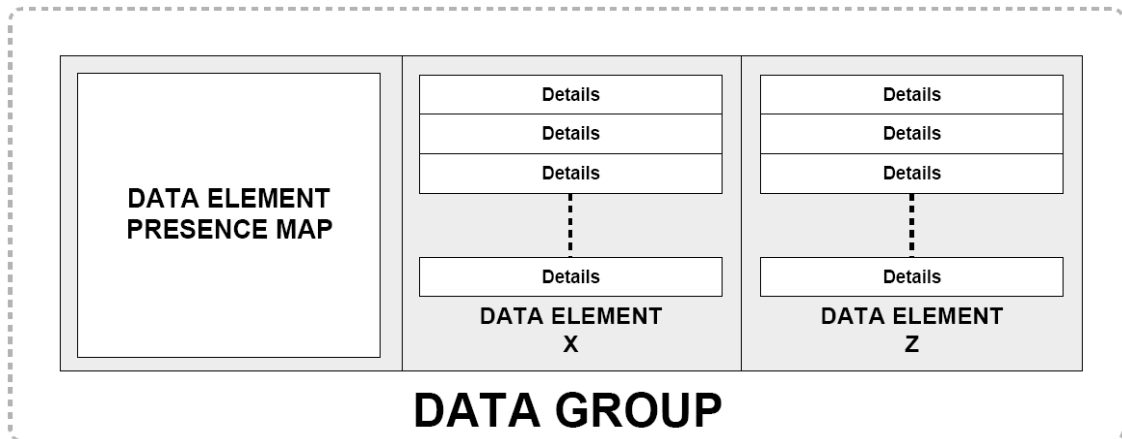 DATA ELEMENT
PRESENCE MAP
Details
Details
Details
Details
DATA ELEMENT
X
Details
Details
Details
Details
DATA ELEMENT
Z
DATA GROUP